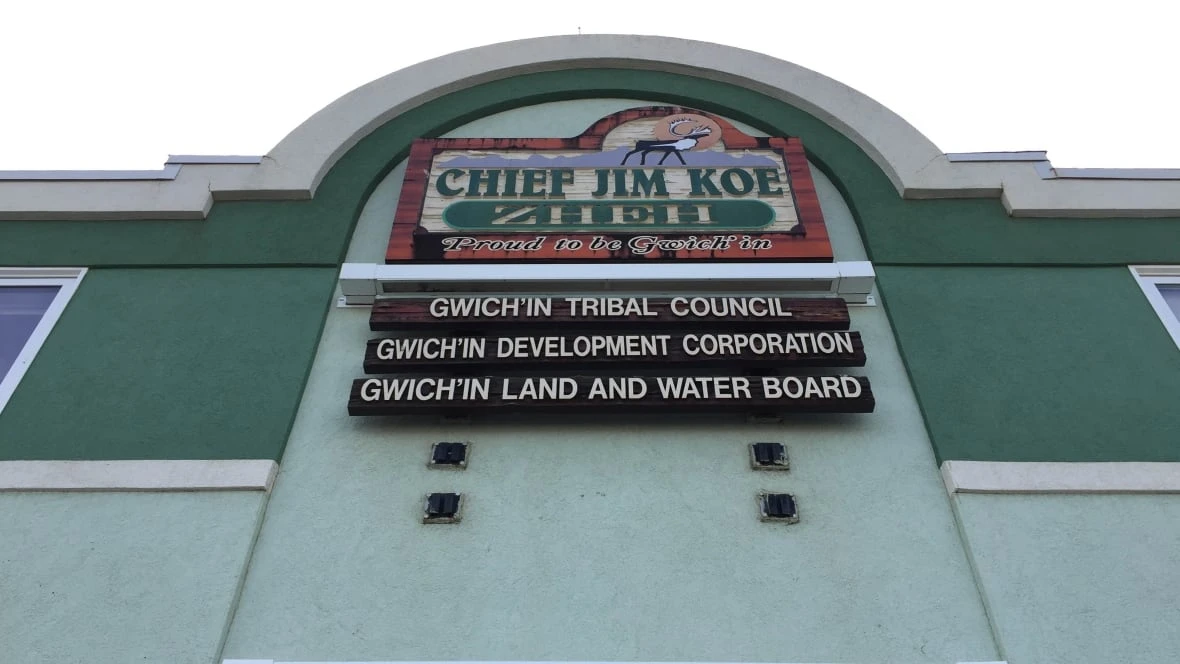 CHIEF JIM KOE
ZHEH
Proud to be Gwich'in
GWICH'IN TRIBAL COUNCIL
GWICH'IN DEVELOPMENT CORPORATION
GWICH'IN LAND AND WATER BOARD